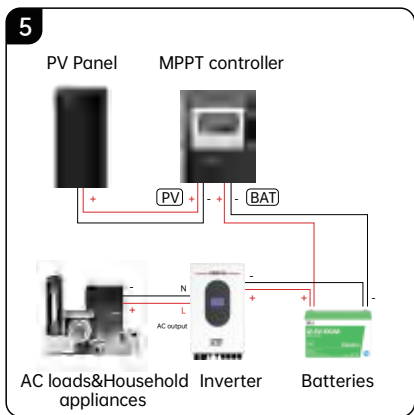 5
PV Panel MPPT controller
+ PV + - + - BAT
- N - -
+ L + + -
AC output
AC loads&Household Inverter Batteries
appliances